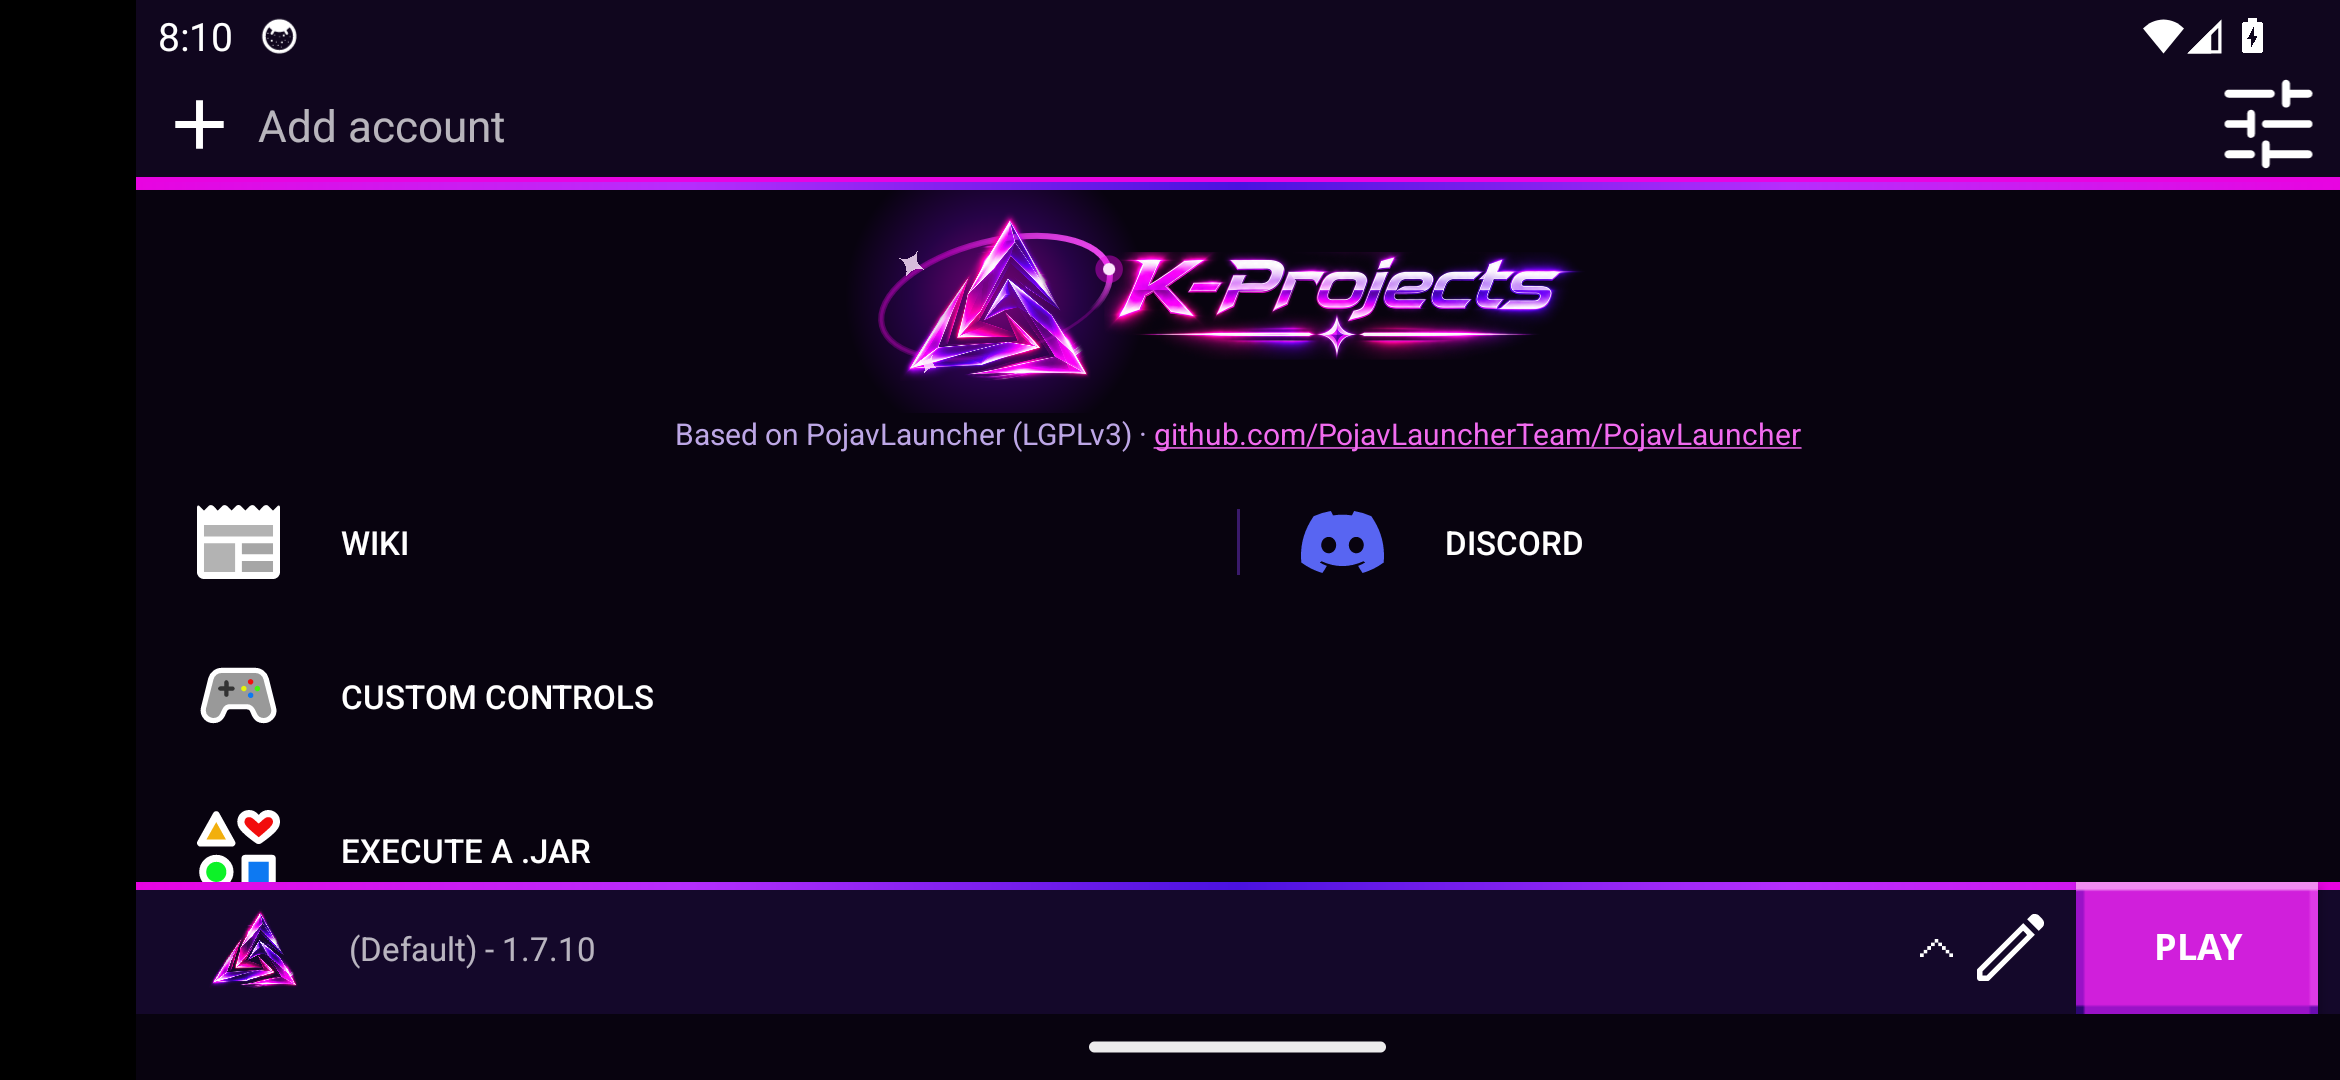 8:10
Add account
K-Projects
Based on PojavLauncher (LGPLv3) · github.com/PojavLauncherTeam/PojavLauncher
WIKI
DISCORD
CUSTOM CONTROLS
EXECUTE A .JAR
(Default) - 1.7.10
PLAY